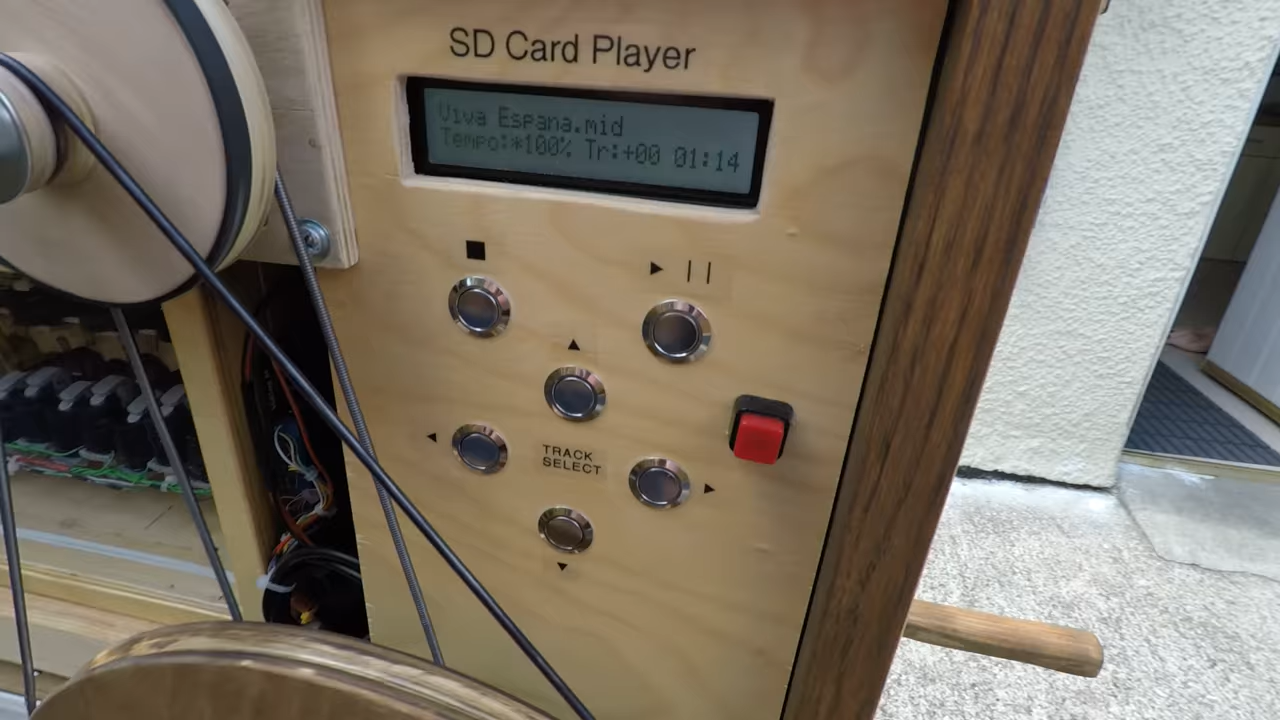 SD Card Player
Viva Espana.mid
Tempo:*100% Tr:+00 01:14
TRACK
SELECT